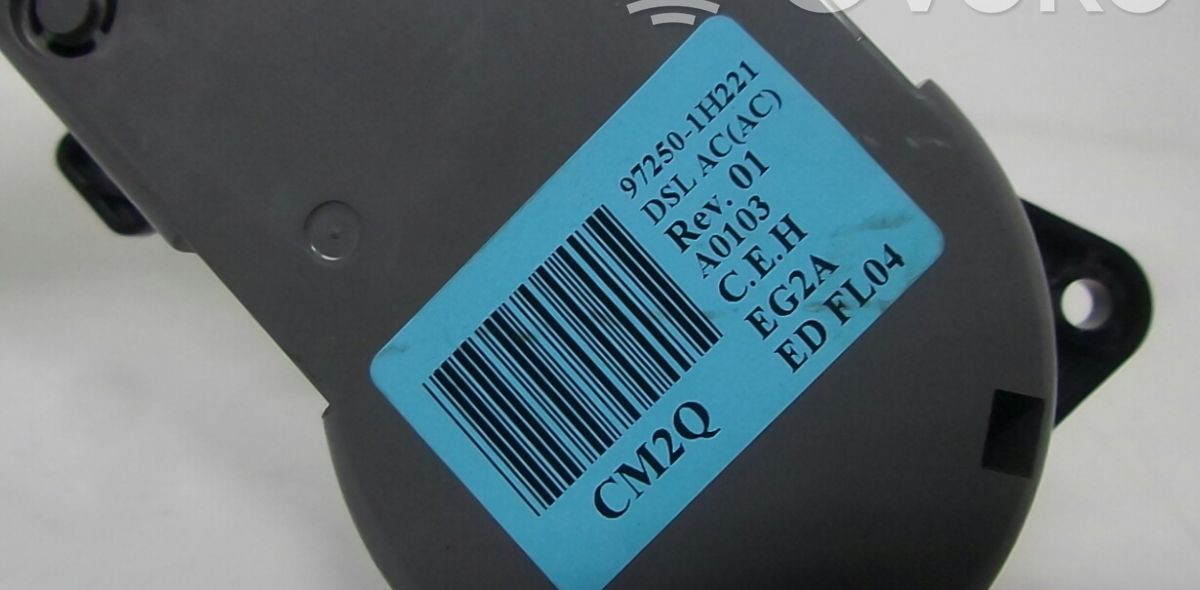 97250-1H221
DSL AC(AC)
Rev. 01
A0103
C.E.H
EG2A
ED FL04
CM2Q